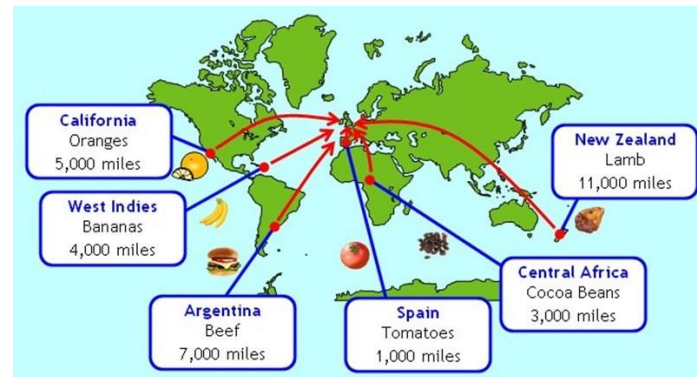 California
Oranges
5,000 miles
West Indies
Bananas
4,000 miles
Argentina
Beef
7,000 miles
Spain
Tomatoes
1,000 miles
Central Africa
Cocoa Beans
3,000 miles
New Zealand
Lamb
11,000 miles